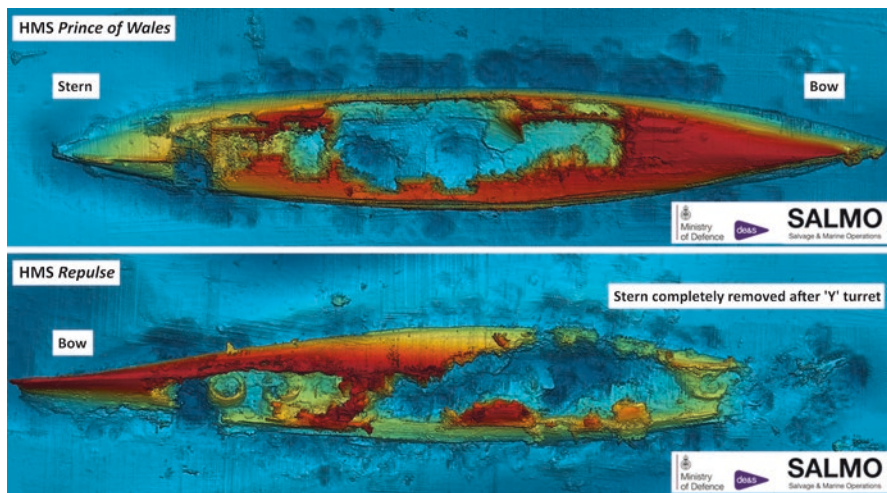 HMS Prince of Wales
Stern
Bow
Ministry
of Defence
de&s
SALMO
Salvage & Marine Operations
HMS Repulse
Stern completely removed after 'Y' turret
Bow
Ministry
of Defence
de&s
SALMO
Salvage & Marine Operations